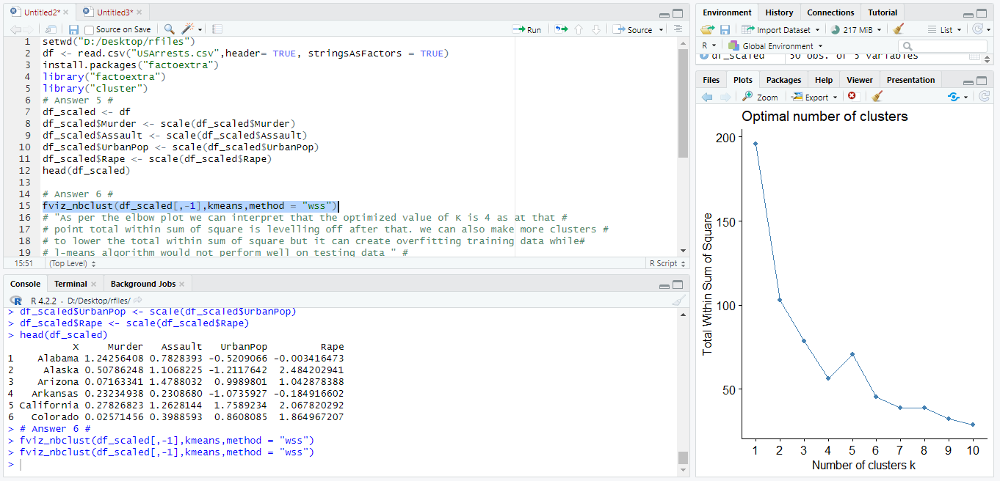 Untitled2* Untitled3*
Source on Save Run Source
1 setwd("D:/Desktop/rfiles")
2 df <- read.csv("USArrests.csv",header= TRUE, stringsAsFactors = TRUE)
3 install.packages("factoextra")
4 library("factoextra")
5 library("cluster")
6 # Answer 5 #
7 df_scaled <- df
8 df_scaled$Murder <- scale(df_scaled$Murder)
9 df_scaled$Assault <- scale(df_scaled$Assault)
10 df_scaled$UrbanPop <- scale(df_scaled$UrbanPop)
11 df_scaled$Rape <- scale(df_scaled$Rape)
12 head(df_scaled)
13
14 # Answer 6 #
15 fviz_nbclust(df_scaled[,-1],kmeans,method = "wss")
16 # "As per the elbow plot we can interpret that the optimized value of K is 4 as at that #
17 # point total within sum of square is levelling off after that. we can also make more clusters #
18 # to lower the total within sum of square but it can create overfitting training data while#
19 # l-means algorithm would not perform well on testing data " #
15:51 (Top Level) R Script
Console Terminal Background Jobs
R 4.2.2 . D:/Desktop/rfiles/
> df_scaled$UrbanPop <- scale(df_scaled$UrbanPop)
> df_scaled$Rape <- scale(df_scaled$Rape)
> head(df_scaled)
X Murder Assault UrbanPop Rape
1 Alabama 1.24256408 0.7828393 -0.5209066 -0.003416473
2 Alaska 0.50786248 1.1068225 -1.2117642 2.484202941
3 Arizona 0.07163341 1.4788032 0.9989801 1.042878388
4 Arkansas 0.23234938 0.2308680 -1.0735927 -0.184916602
5 California 0.27826823 1.2628144 1.7589234 2.067820292
6 Colorado 0.02571456 0.3988593 0.8608085 1.864967207
> # Answer 6 #
> fviz_nbclust(df_scaled[,-1],kmeans,method = "wss")
> fviz_nbclust(df_scaled[,-1],kmeans,method = "wss")
>
Environment History Connections Tutorial
Import Dataset 217 MiB List
R Global Environment
df_scaled 50 obs. of 5 variables
Files Plots Packages Help Viewer Presentation
Zoom Export
Optimal number of clusters
200
150
100
50
Total Within Sum of Square
1 2 3 4 5 6 7 8 9 10
Number of clusters k